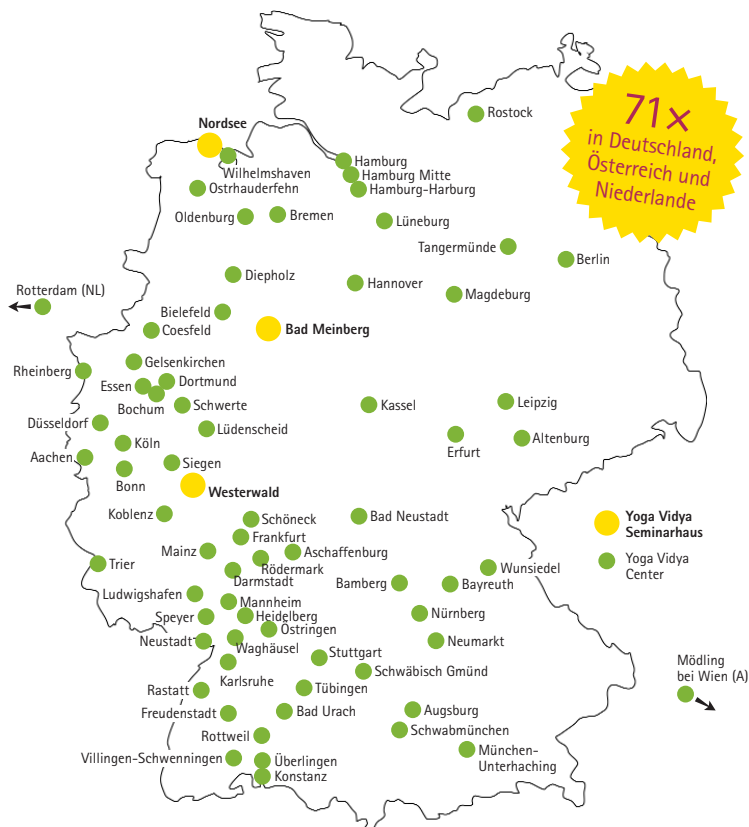 71×
in Deutschland,
Österreich und
Niederlande
Rostock
Nordsee
Wilhelmshaven
Ostrhauderfehn
Hamburg
Hamburg Mitte
Hamburg-Harburg
Oldenburg
Bremen
Lüneburg
Tangermünde
Berlin
Diepholz
Hannover
Magdeburg
Rotterdam (NL)
Bielefeld
Coesfeld
Bad Meinberg
Gelsenkirchen
Rheinberg
Essen
Dortmund
Bochum
Schwerte
Kassel
Leipzig
Düsseldorf
Lüdenscheid
Köln
Erfurt
Altenburg
Aachen
Siegen
Bonn
Westerwald
Koblenz
Schöneck
Bad Neustadt
Yoga Vidya
Seminarhaus
Frankfurt
Mainz
Aschaffenburg
Yoga Vidya
Center
Trier
Rödermark
Wunsiedel
Darmstadt
Bamberg
Bayreuth
Ludwigshafen
Mannheim
Speyer
Heidelberg
Nürnberg
Östringen
Neustadt
Waghäusel
Neumarkt
Stuttgart
Mödling
bei Wien (A)
Schwäbisch Gmünd
Karlsruhe
Rastatt
Tübingen
Freudenstadt
Bad Urach
Augsburg
Rottweil
Schwabmünchen
München-
Unterhaching
Villingen-Schwenningen
Überlingen
Konstanz